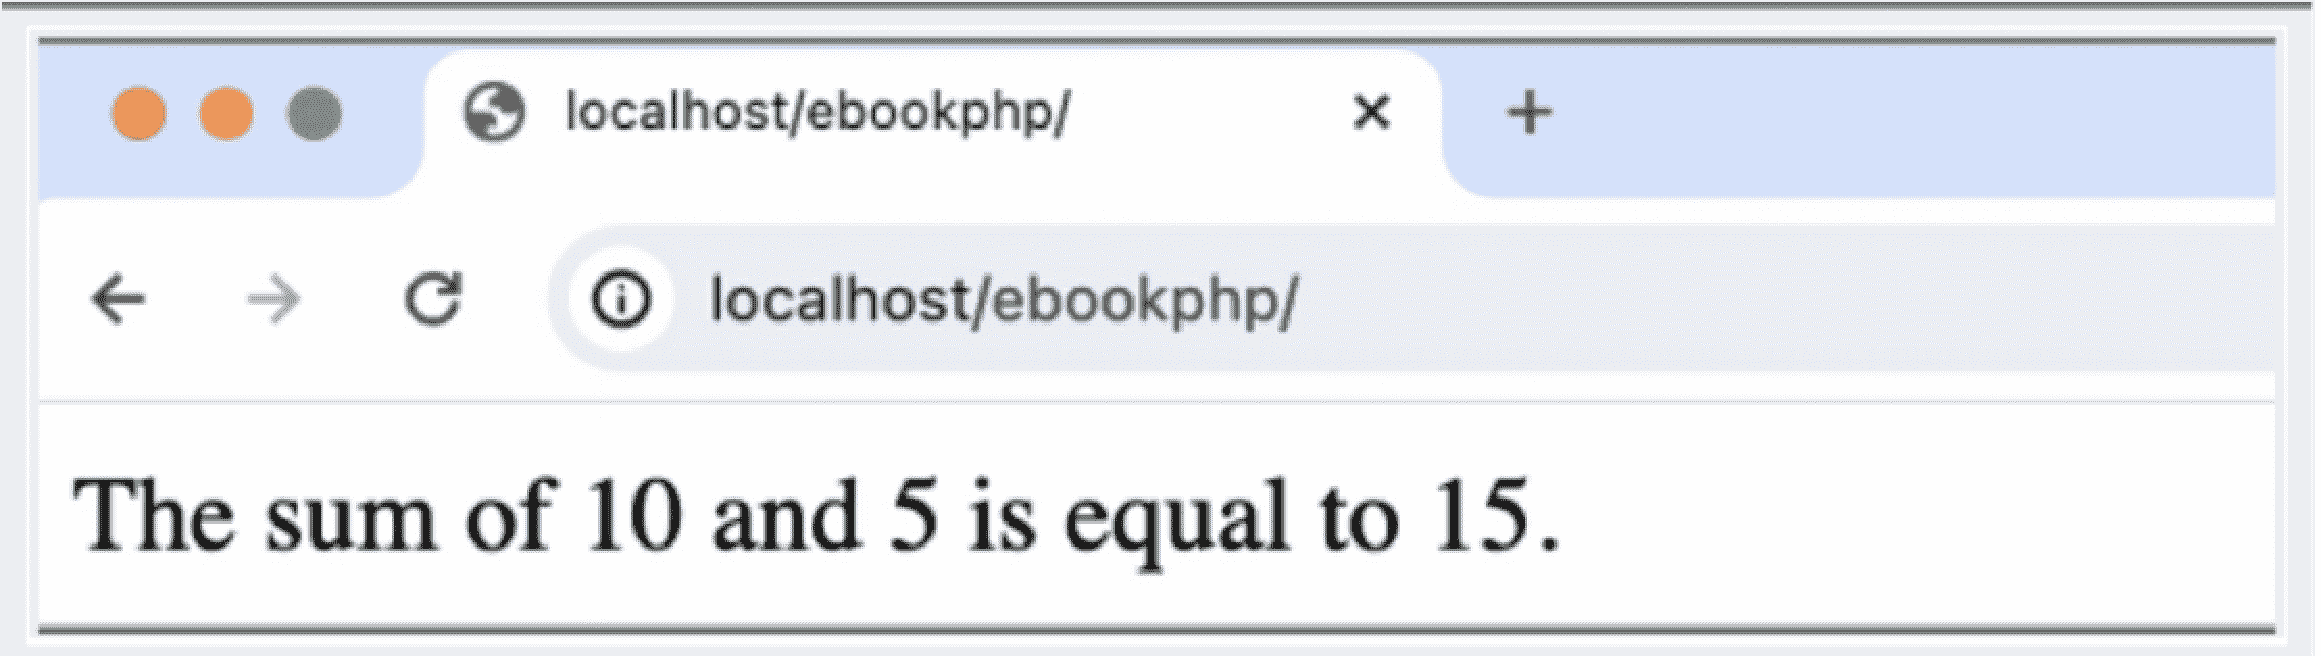 localhost/ebookphp/
localhost/ebookphp/
The sum of 10 and 5 is equal to 15.